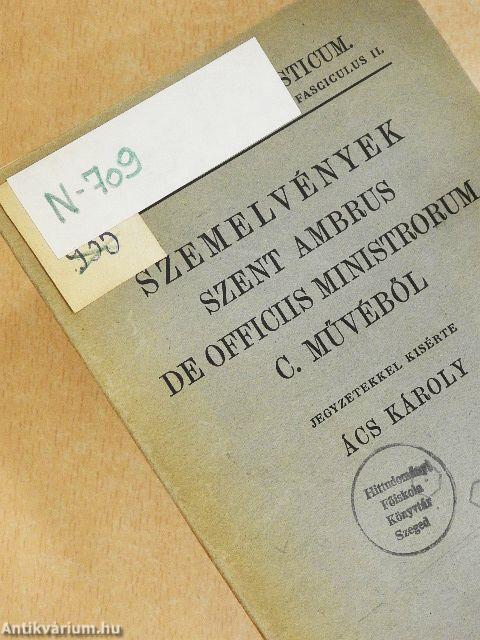 STICUM.
FASCICULUS II.
N-709
SZEMELVÉNYEK
SZENT AMBRUS
DE OFFICIIS MINISTRORUM
C. MŰVÉBŐL
JEGYZETEKKEL KISÉRTE
ÁCS KÁROLY
Hittudományi
Főiskola
Könyvtár
Szeged
Antikvárium.hu